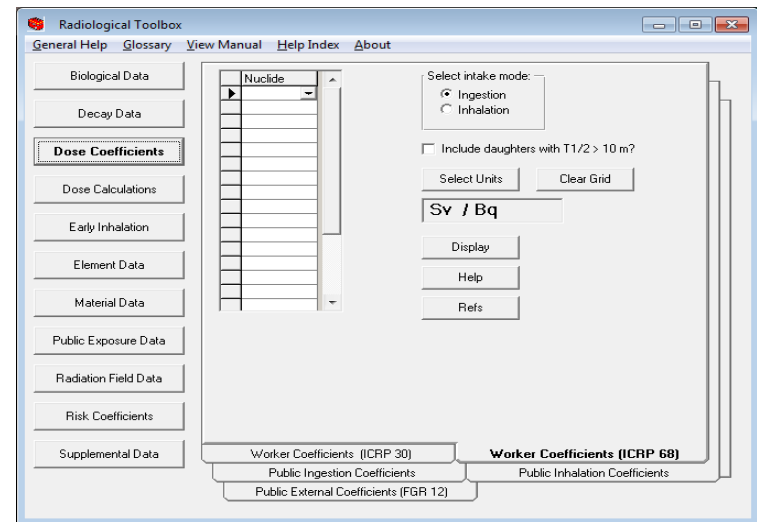 Radiological Toolbox
General Help Glossary View Manual Help Index About
Biological Data
Decay Data
Dose Coefficients
Dose Calculations
Early Inhalation
Element Data
Material Data
Public Exposure Data
Radiation Field Data
Risk Coefficients
Supplemental Data
Nuclide
Select intake mode:
Ingestion
Inhalation
Include daughters with T1/2 > 10 m?
Select Units Clear Grid
Sv / Bq
Display
Help
Refs
Worker Coefficients (ICRP 30) Worker Coefficients (ICRP 68)
Public Ingestion Coefficients Public Inhalation Coefficients
Public External Coefficients (FGR 12)